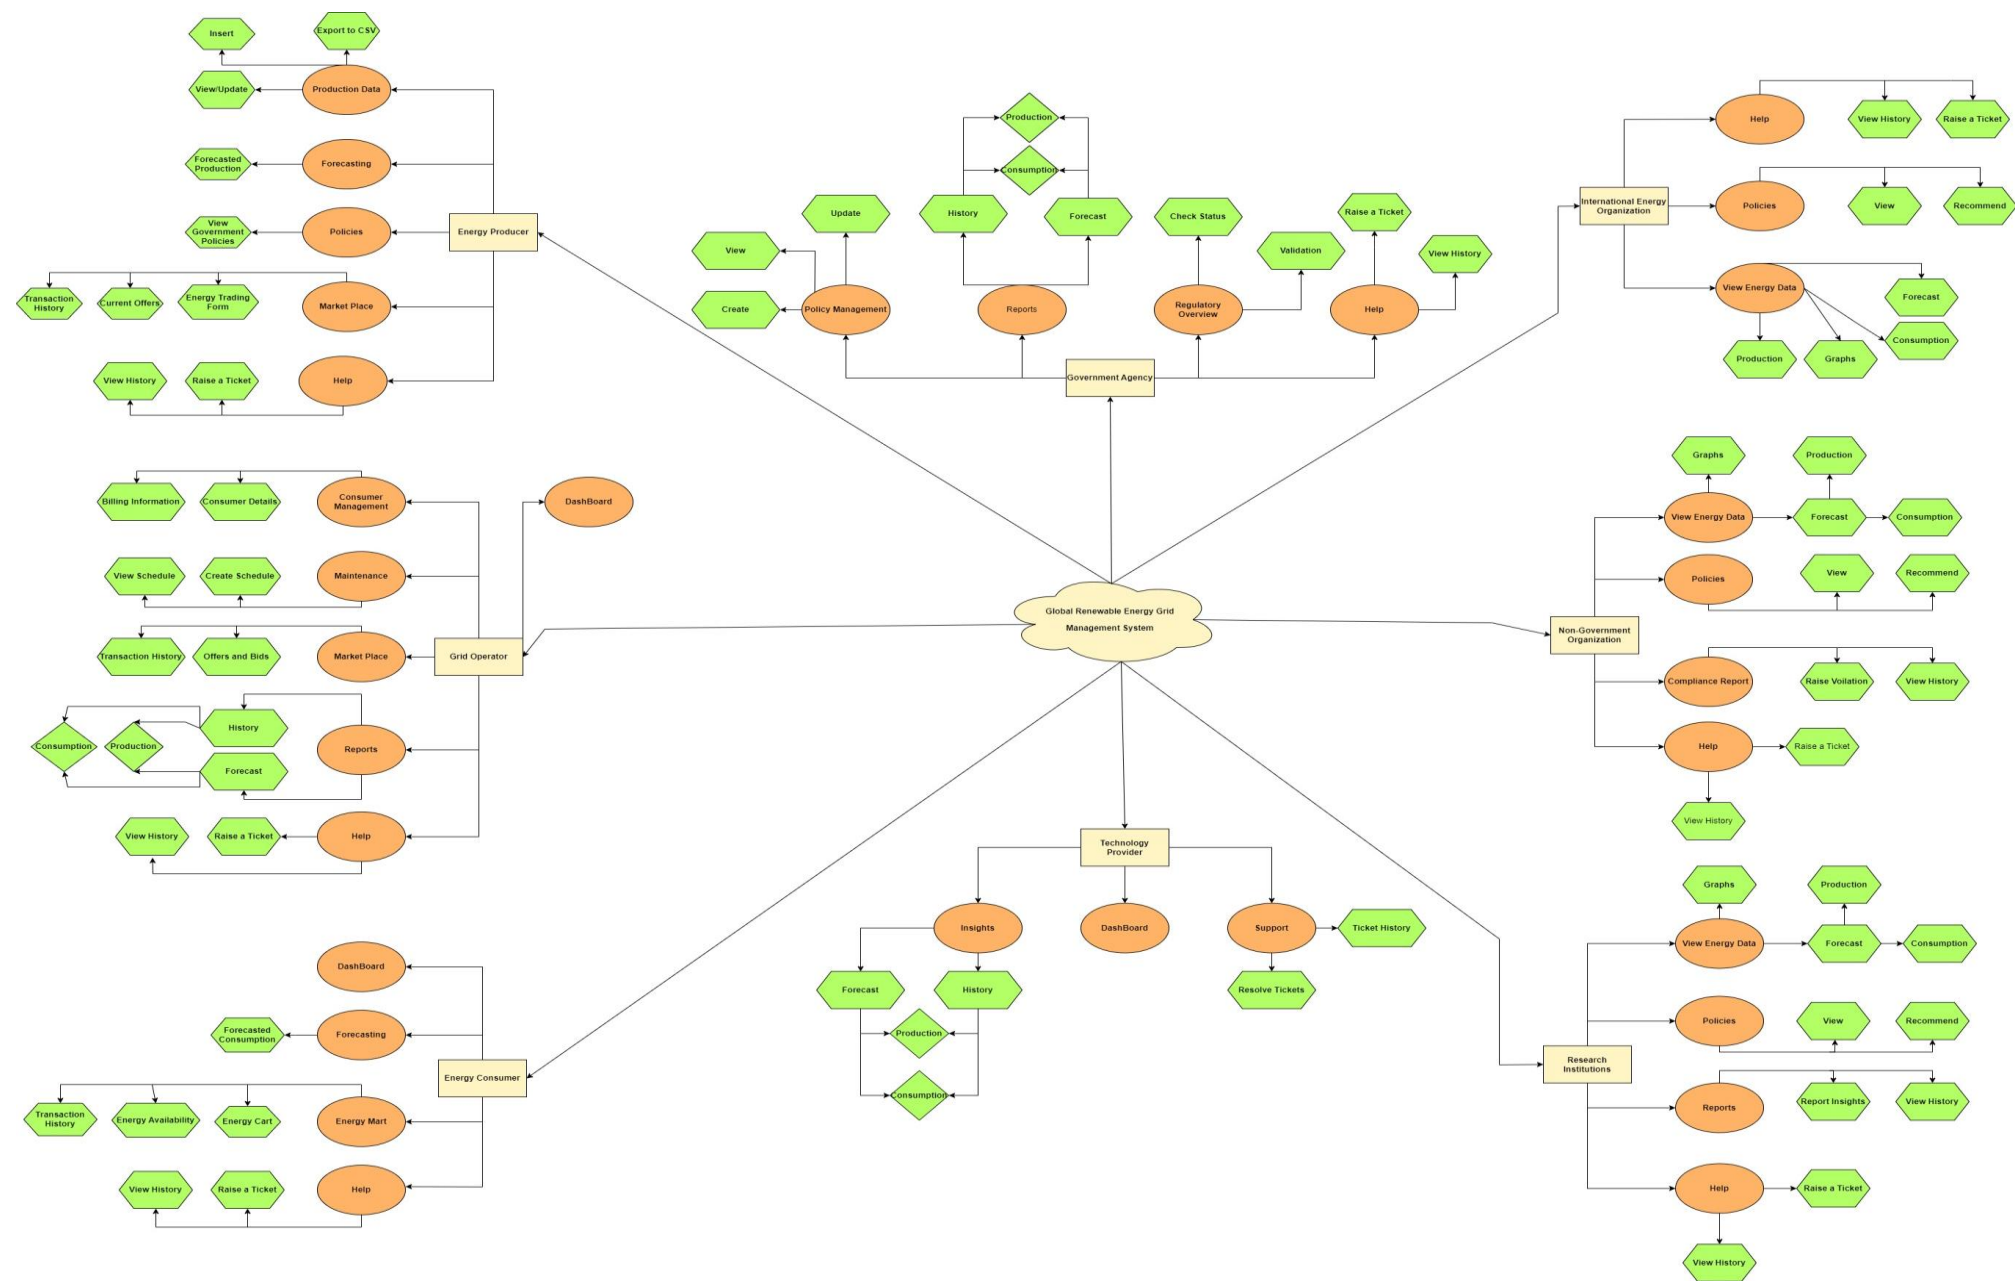 Insert
Export to CSV
View/Update
Production Data
Forecasted
Production
Forecasting
View
Government
Policies
Policies
Energy Producer
Transaction
History
Current Offers
Energy Trading
Form
Market Place
View History
Raise a Ticket
Help
Production
Consumption
Update
History
Forecast
Check Status
Raise a Ticket
View
Validation
View History
Create
Policy Management
Reports
Regulatory
Overview
Help
Government Agency
Help
View History
Raise a Ticket
International Energy
Organization
Policies
View
Recommend
View Energy Data
Forecast
Consumption
Production
Graphs
Billing Information
Consumer Details
Consumer
Management
DashBoard
View Schedule
Create Schedule
Maintenance
Transaction History
Offers and Bids
Market Place
Grid Operator
Consumption
Production
History
Reports
Forecast
View History
Raise a Ticket
Help
Global Renewable Energy Grid
Management System
Graphs
Production
View Energy Data
Forecast
Consumption
Policies
View
Recommend
Non-Government
Organization
Compliance Report
Raise Voilation
View History
Help
Raise a Ticket
View History
DashBoard
Forecasted
Consumption
Forecasting
Energy Consumer
Transaction
History
Energy Availability
Energy Cart
Energy Mart
View History
Raise a Ticket
Help
Technology
Provider
Insights
DashBoard
Support
Ticket History
Forecast
History
Resolve Tickets
Production
Consumption
Graphs
Production
View Energy Data
Forecast
Consumption
Policies
View
Recommend
Research
Institutions
Reports
Report Insights
View History
Help
Raise a Ticket
View History